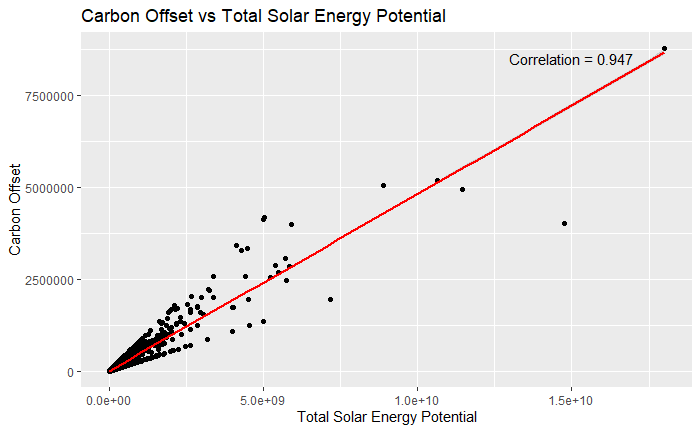 Carbon Offset vs Total Solar Energy Potential
Correlation = 0.947
7500000
5000000
2500000
0
Carbon Offset
0.0e+00
5.0e+09
1.0e+10
1.5e+10
Total Solar Energy Potential